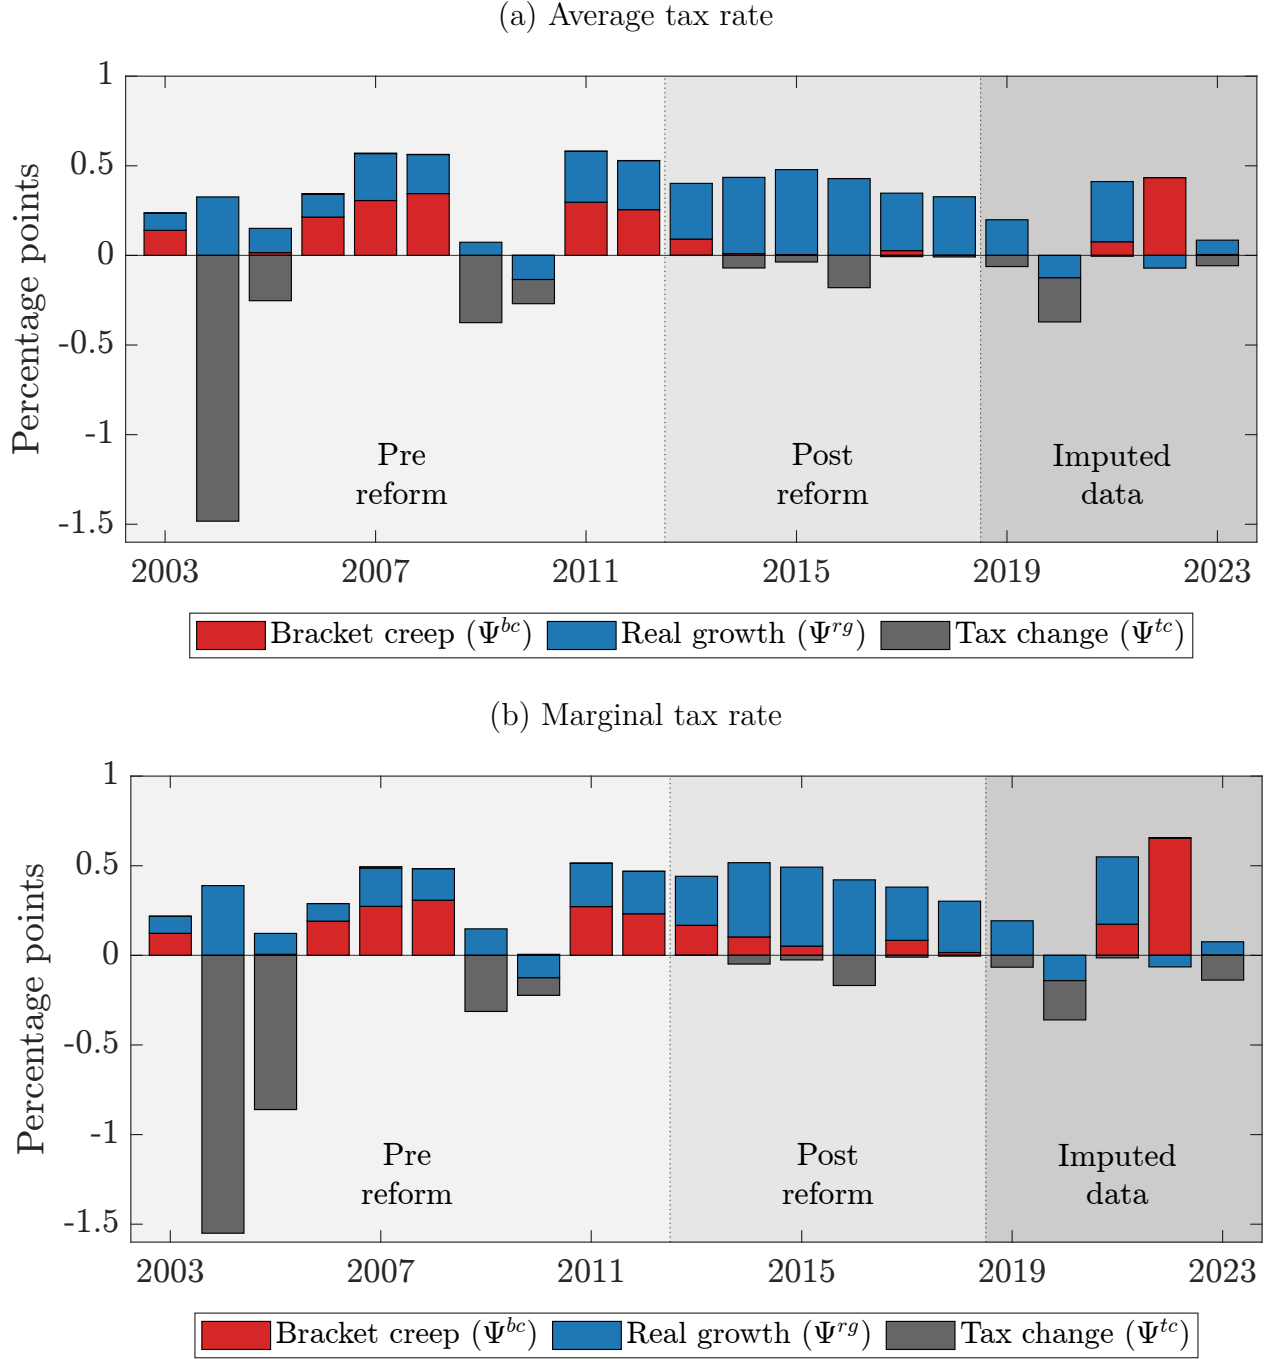 (a) Average tax rate
1
0.5
0
-0.5
-1
-1.5
Percentage points
Pre
reform
Post
reform
Imputed
data
2003 2007 2011 2015 2019 2023
Bracket creep (Ψ^bc) Real growth (Ψ^rg) Tax change (Ψ^tc)
(b) Marginal tax rate
1
0.5
0
-0.5
-1
-1.5
Percentage points
Pre
reform
Post
reform
Imputed
data
2003 2007 2011 2015 2019 2023
Bracket creep (Ψ^bc) Real growth (Ψ^rg) Tax change (Ψ^tc)